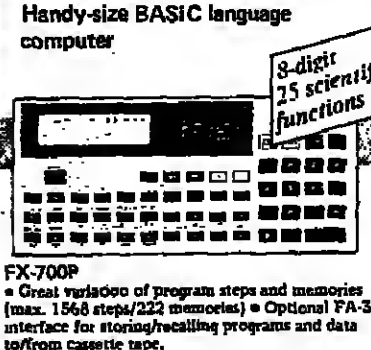 Handy-size BASIC language
computer
8-digit
25 scientif
functions
FX-700P
• Great variation of program steps and memories
(max. 1568 steps/222 memories) • Optional FA-3
interface for storing/recalling programs and data
to/from cassette tape.